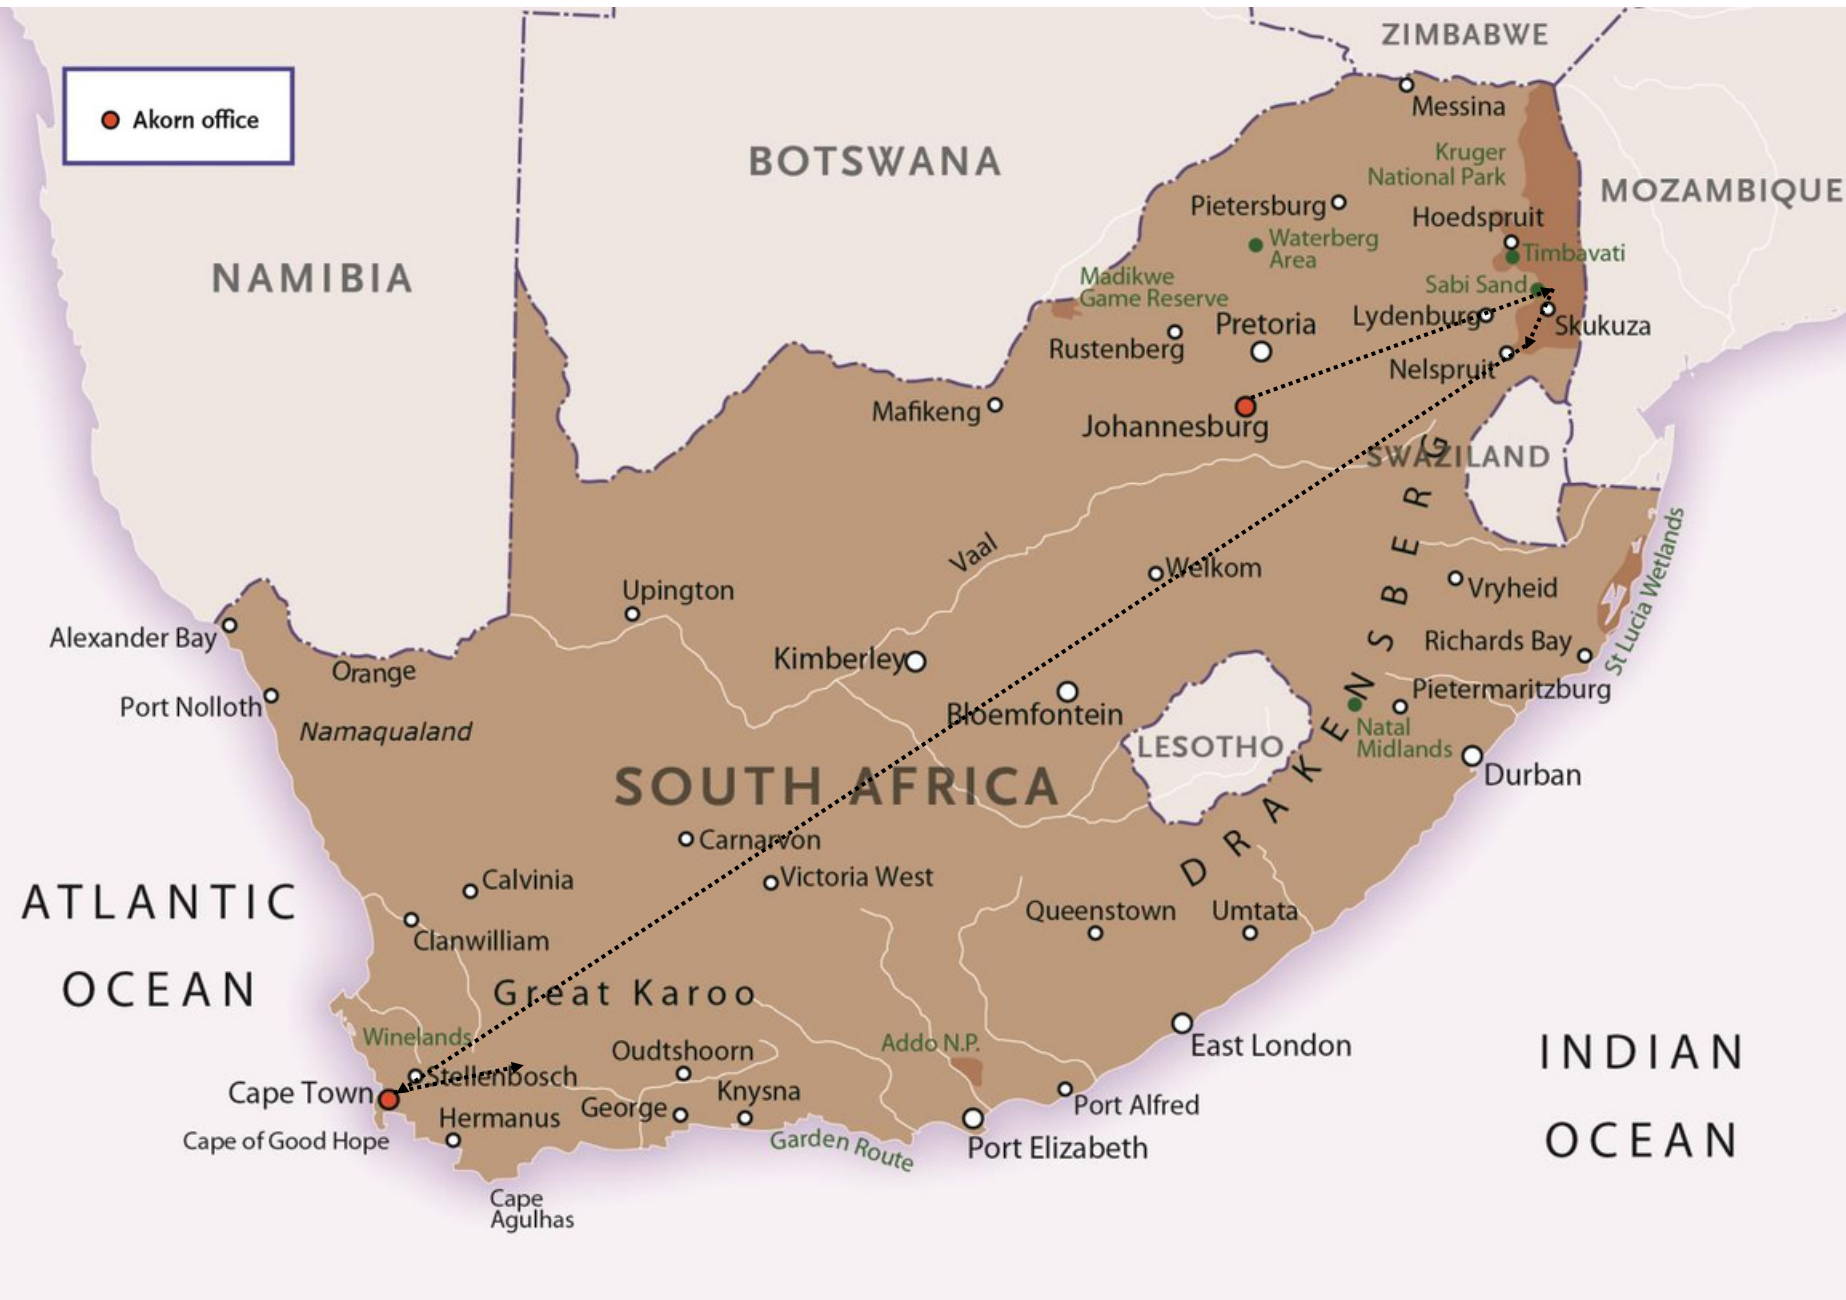 ZIMBABWE
Akorn office
Messina
BOTSWANA
Kruger
National Park
MOZAMBIQUE
Pietersburg
Hoedspruit
Waterberg
Area
Timbavati
NAMIBIA
Madikwe
Game Reserve
Sabi Sand
Pretoria
Lydenburg
Skukuza
Rustenberg
Nelspruit
Mafikeng
Johannesburg
SWAZILAND
DRAKENSBERG
Vaal
Welkom
Vryheid
St Lucia Wetlands
Upington
Alexander Bay
Orange
Kimberley
Richards Bay
Port Nolloth
Namaqualand
Bloemfontein
Pietermaritzburg
Natal
Midlands
LESOTHO
Durban
SOUTH AFRICA
Carnarvon
Victoria West
Calvinia
ATLANTIC
OCEAN
Clanwilliam
Queenstown
Umtata
Great Karoo
Winelands
Oudtshoorn
Addo N.P.
East London
INDIAN
OCEAN
Stellenbosch
Cape Town
Knysna
George
Hermanus
Port Alfred
Cape of Good Hope
Garden Route
Port Elizabeth
Cape
Agulhas